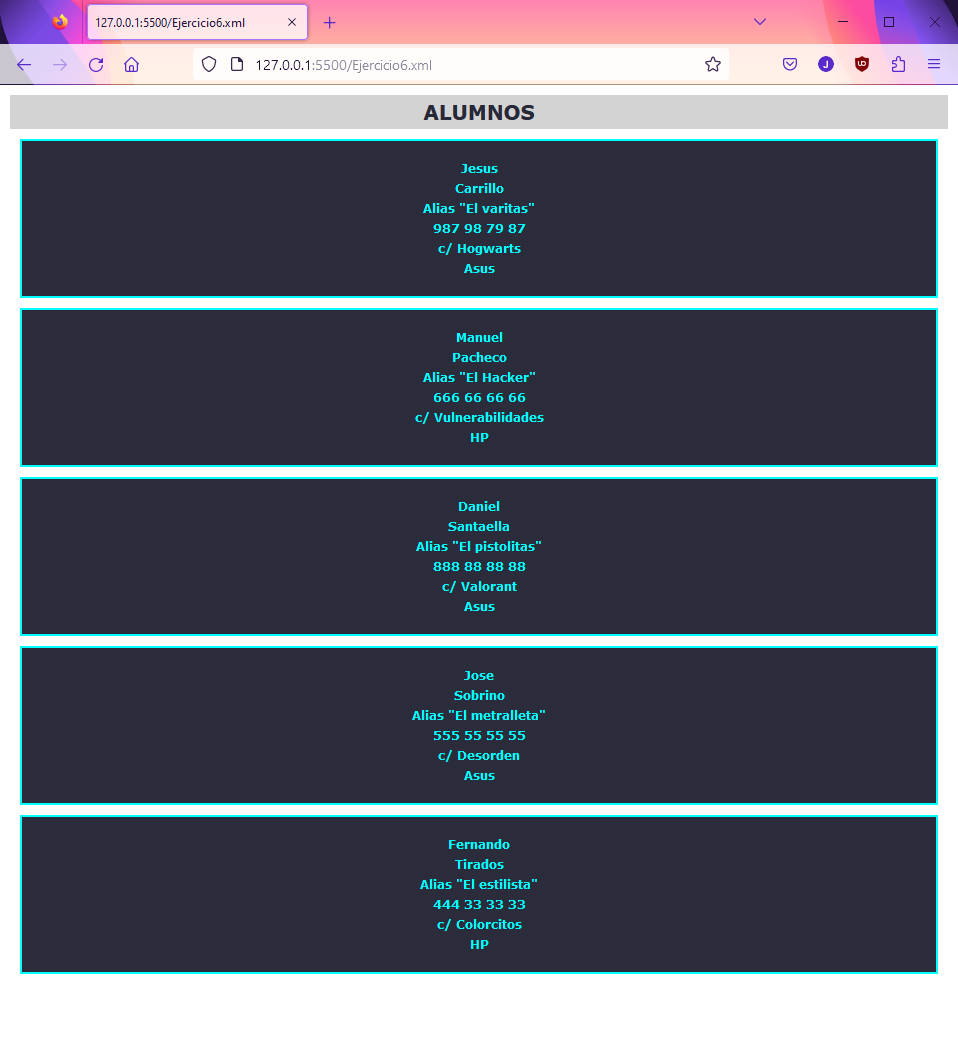 127.0.0.1:5500/Ejercicio6.xml
127.0.0.1:5500/Ejercicio6.xml
J
ALUMNOS
Jesus
Carrillo
Alias "El varitas"
987 98 79 87
c/ Hogwarts
Asus
Manuel
Pacheco
Alias "El Hacker"
666 66 66 66
c/ Vulnerabilidades
HP
Daniel
Santaella
Alias "El pistolitas"
888 88 88 88
c/ Valorant
Asus
Jose
Sobrino
Alias "El metralleta"
555 55 55 55
c/ Desorden
Asus
Fernando
Tirados
Alias "El estilista"
444 33 33 33
c/ Colorcitos
HP